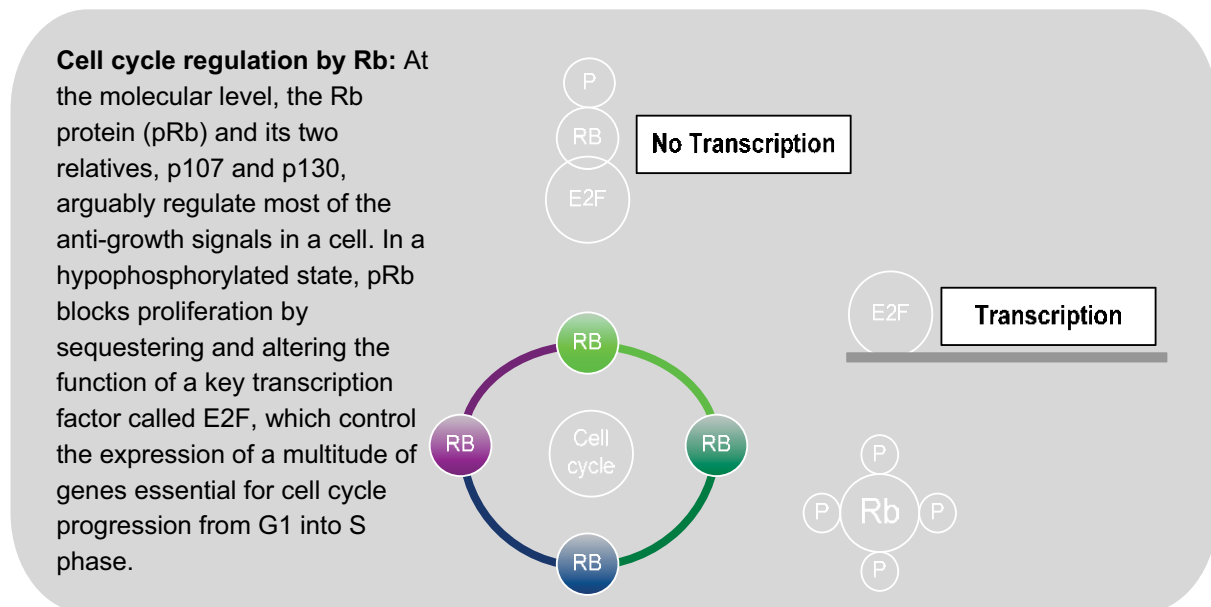 Cell cycle regulation by Rb: At
the molecular level, the Rb
protein (pRb) and its two
relatives, p107 and p130,
arguably regulate most of the
anti-growth signals in a cell. In a
hypophosphorylated state, pRb
blocks proliferation by
sequestering and altering the
function of a key transcription
factor called E2F, which control
the expression of a multitude of
genes essential for cell cycle
progression from G1 into S
phase.
P
RB
E2F
No Transcription
E2F
Transcription
RB
RB
Cell
cycle
RB
RB
P
P
Rb
P
P